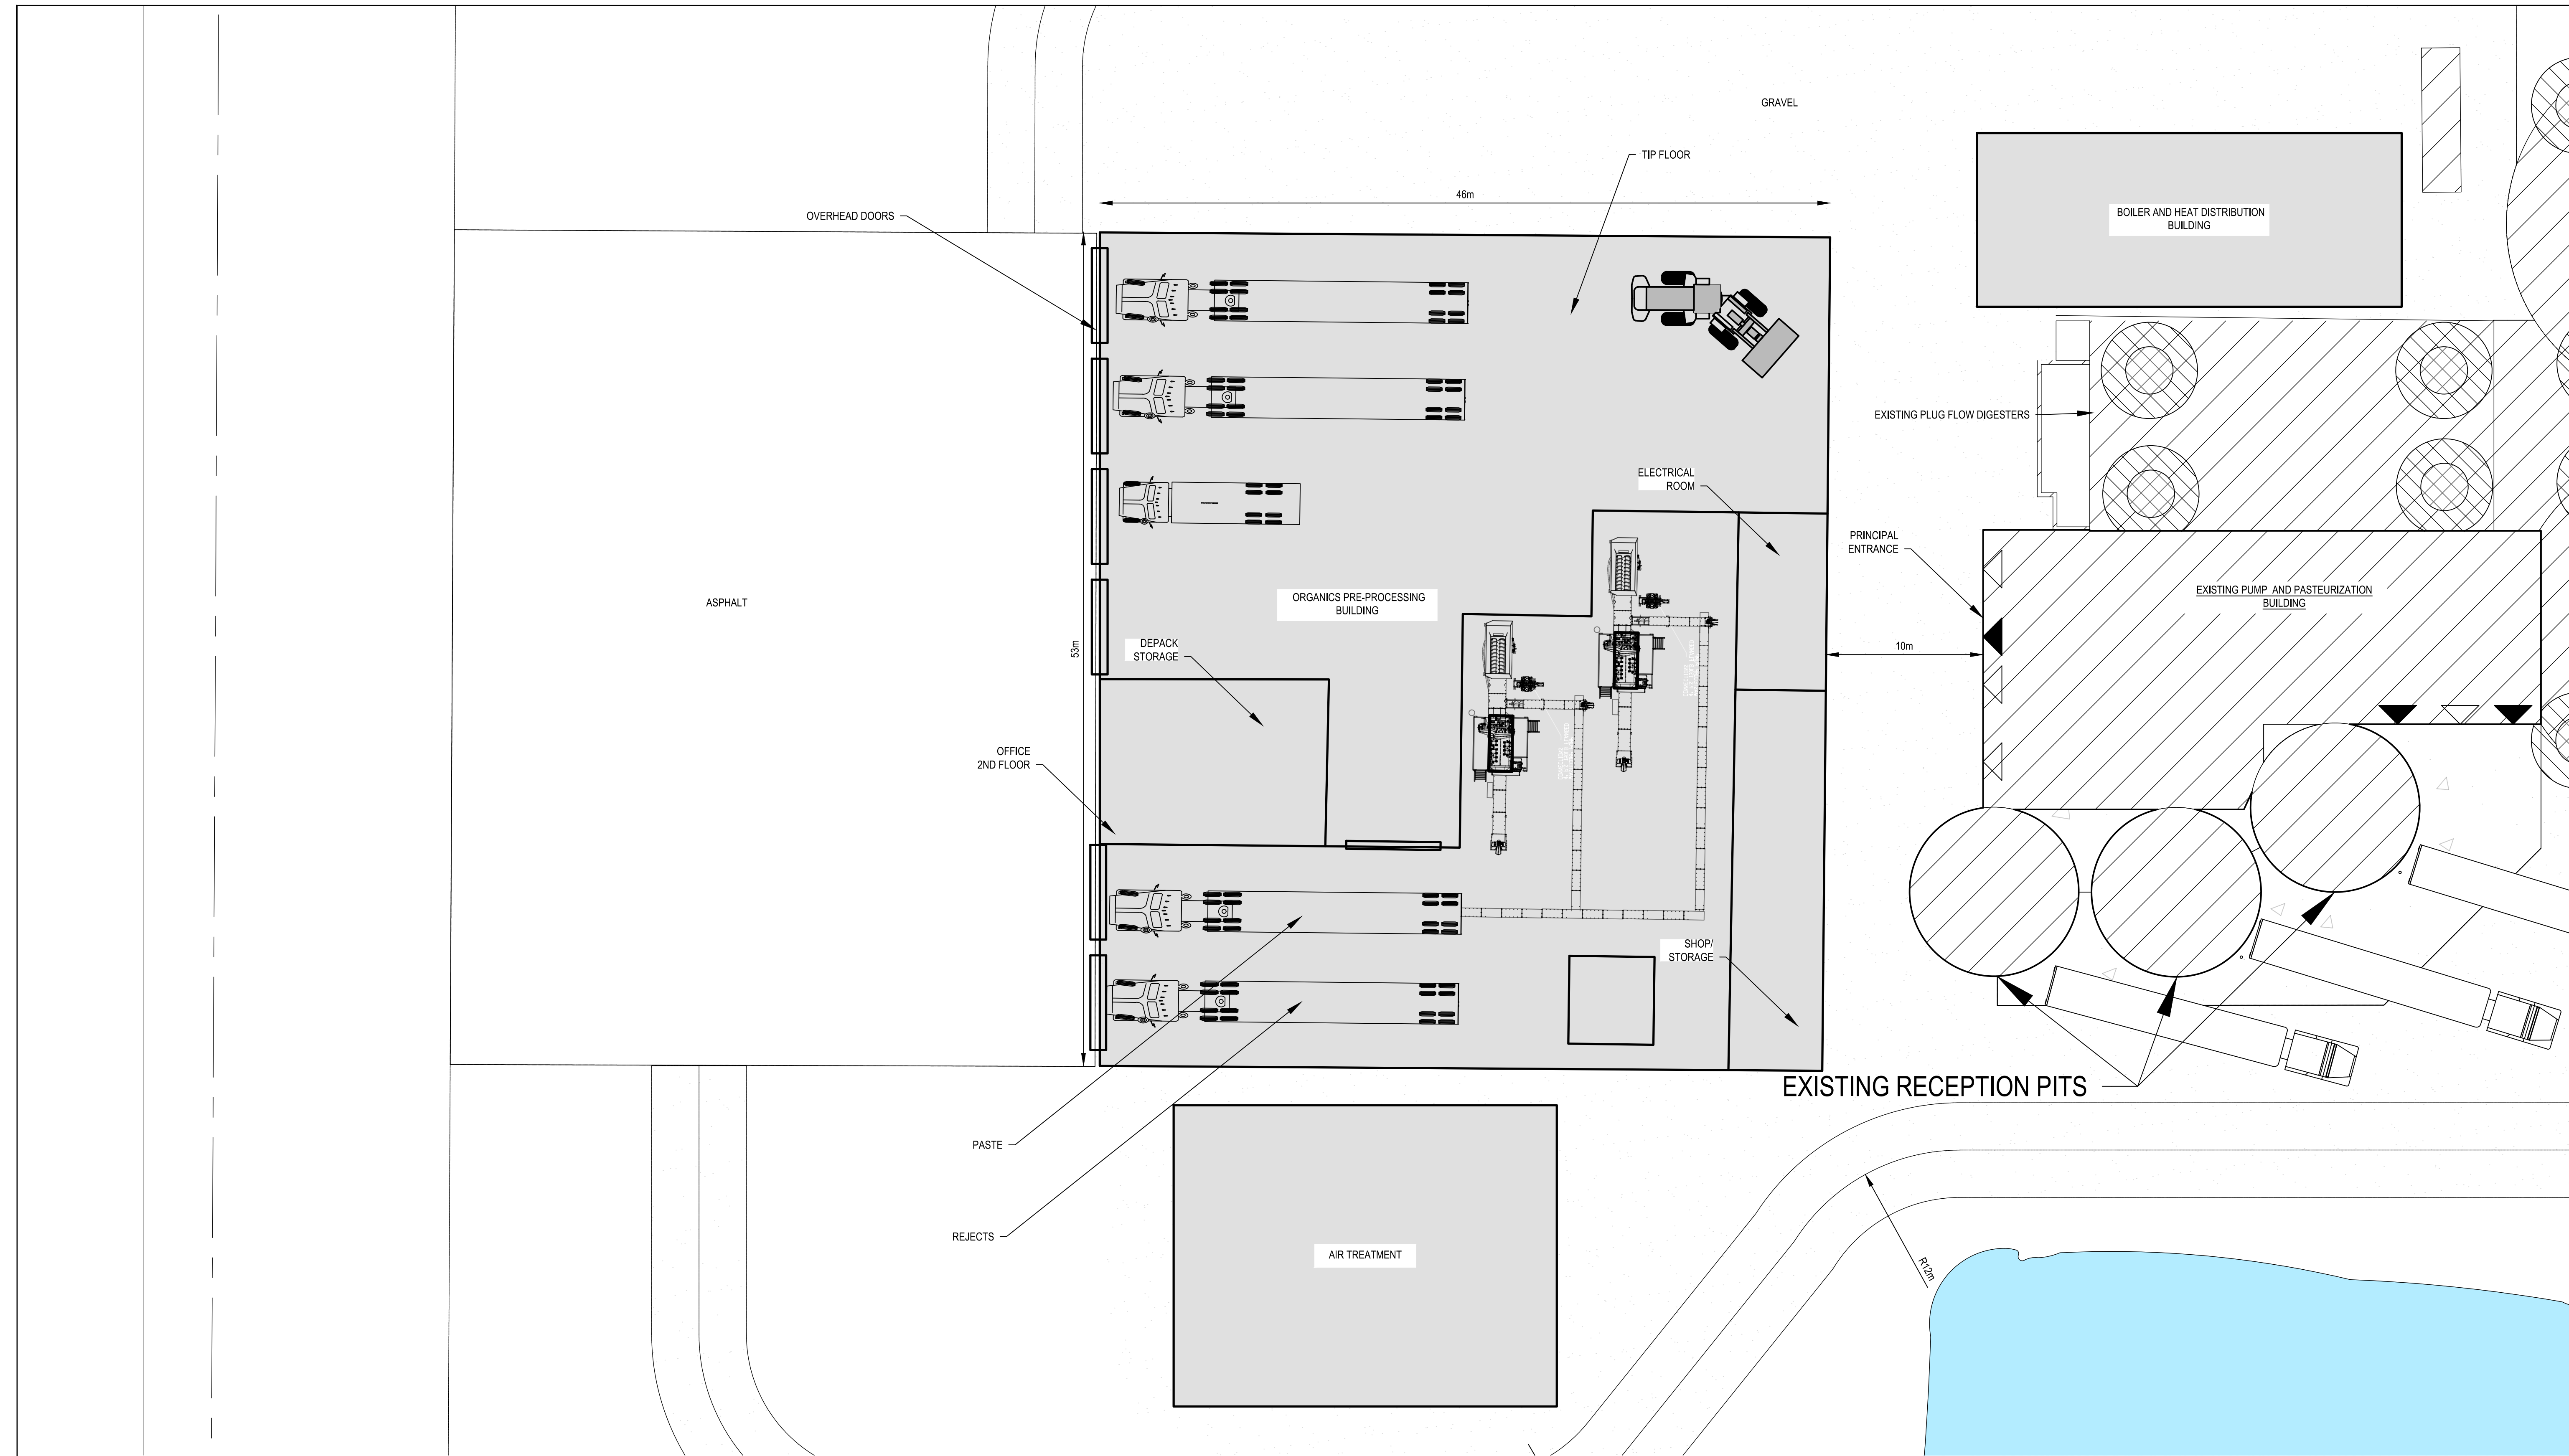 GRAVEL
TIP FLOOR
46m
OVERHEAD DOORS
BOILER AND HEAT DISTRIBUTION
BUILDING
EXISTING PLUG FLOW DIGESTERS
ELECTRICAL
ROOM
PRINCIPAL
ENTRANCE
EXISTING PUMP AND PASTEURIZATION
BUILDING
ASPHALT
ORGANICS PRE-PROCESSING
BUILDING
53m
DEPACK
STORAGE
10m
OFFICE
2ND FLOOR
SHOP/
STORAGE
EXISTING RECEPTION PITS
PASTE
REJECTS
AIR TREATMENT
R12m